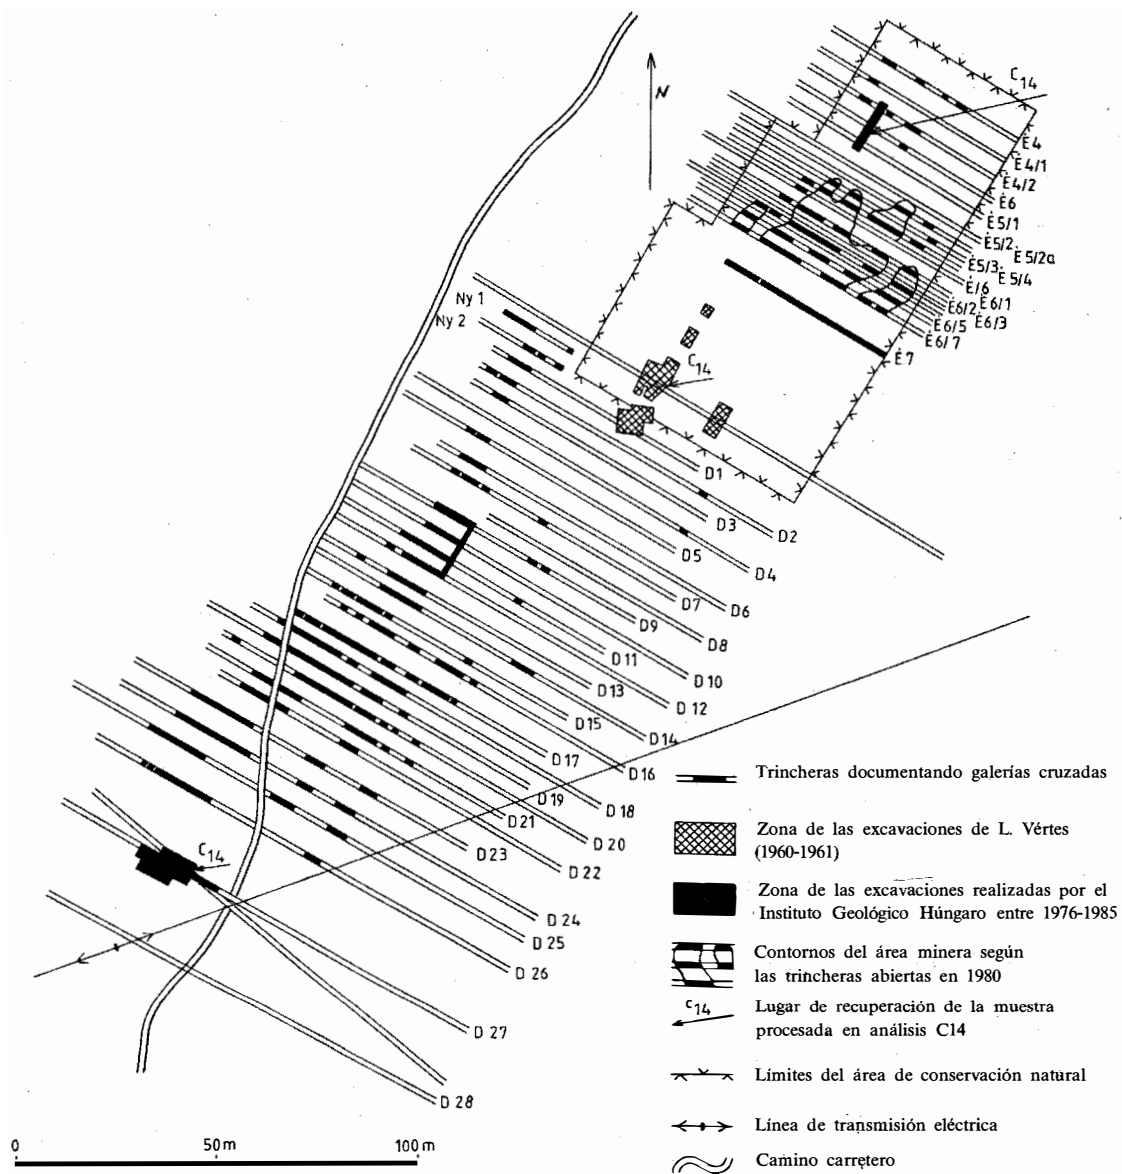 N
C14
É4
É4/1
É4/2
É6
É5/1
É5/2 É5/2a
É5/3 É5/4
É/6
É6/2 É6/1
É6/5 É6/3
É6/7
É7
Ny 1
Ny 2
C14
D1
D3 D2
D5 D4
D7 D6
D9 D8
D11 D10
D13 D12
D15 D14
D17 D16
D19 D18
D21 D20
D23 D22
D24
D25
D26
D27
D28
C14
Trincheras documentando galerías cruzadas
Zona de las excavaciones de L. Vértes
(1960-1961)
Zona de las excavaciones realizadas por el
Instituto Geológico Húngaro entre 1976-1985
Contornos del área minera según
las trincheras abiertas en 1980
C14 Lugar de recuperación de la muestra
procesada en análisis C14
Límites del área de conservación natural
Línea de transmisión eléctrica
Camino carretero
0 50m 100m